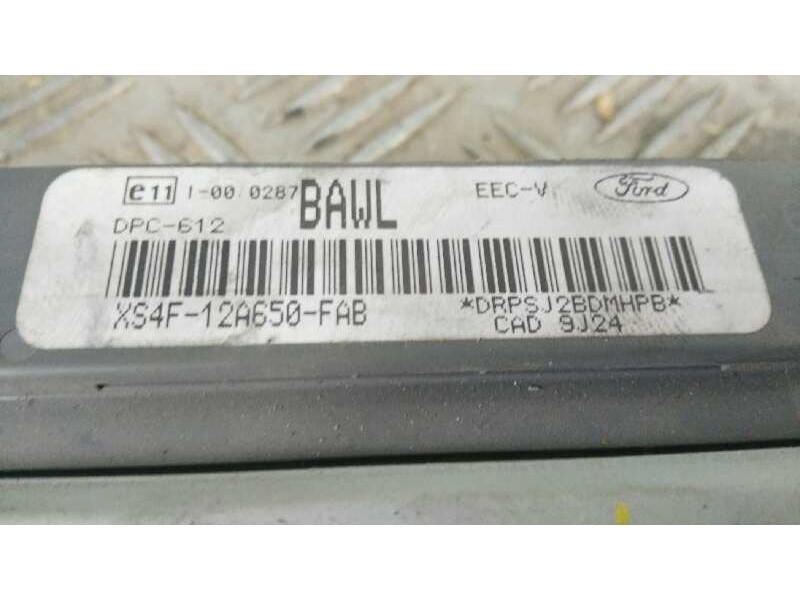 e11 1-00 0287 BAWL EEC-V Ford
DPC-612
XS4F-12A650-FAB *DRPSJ2BDMHPB*
CAD 9J24